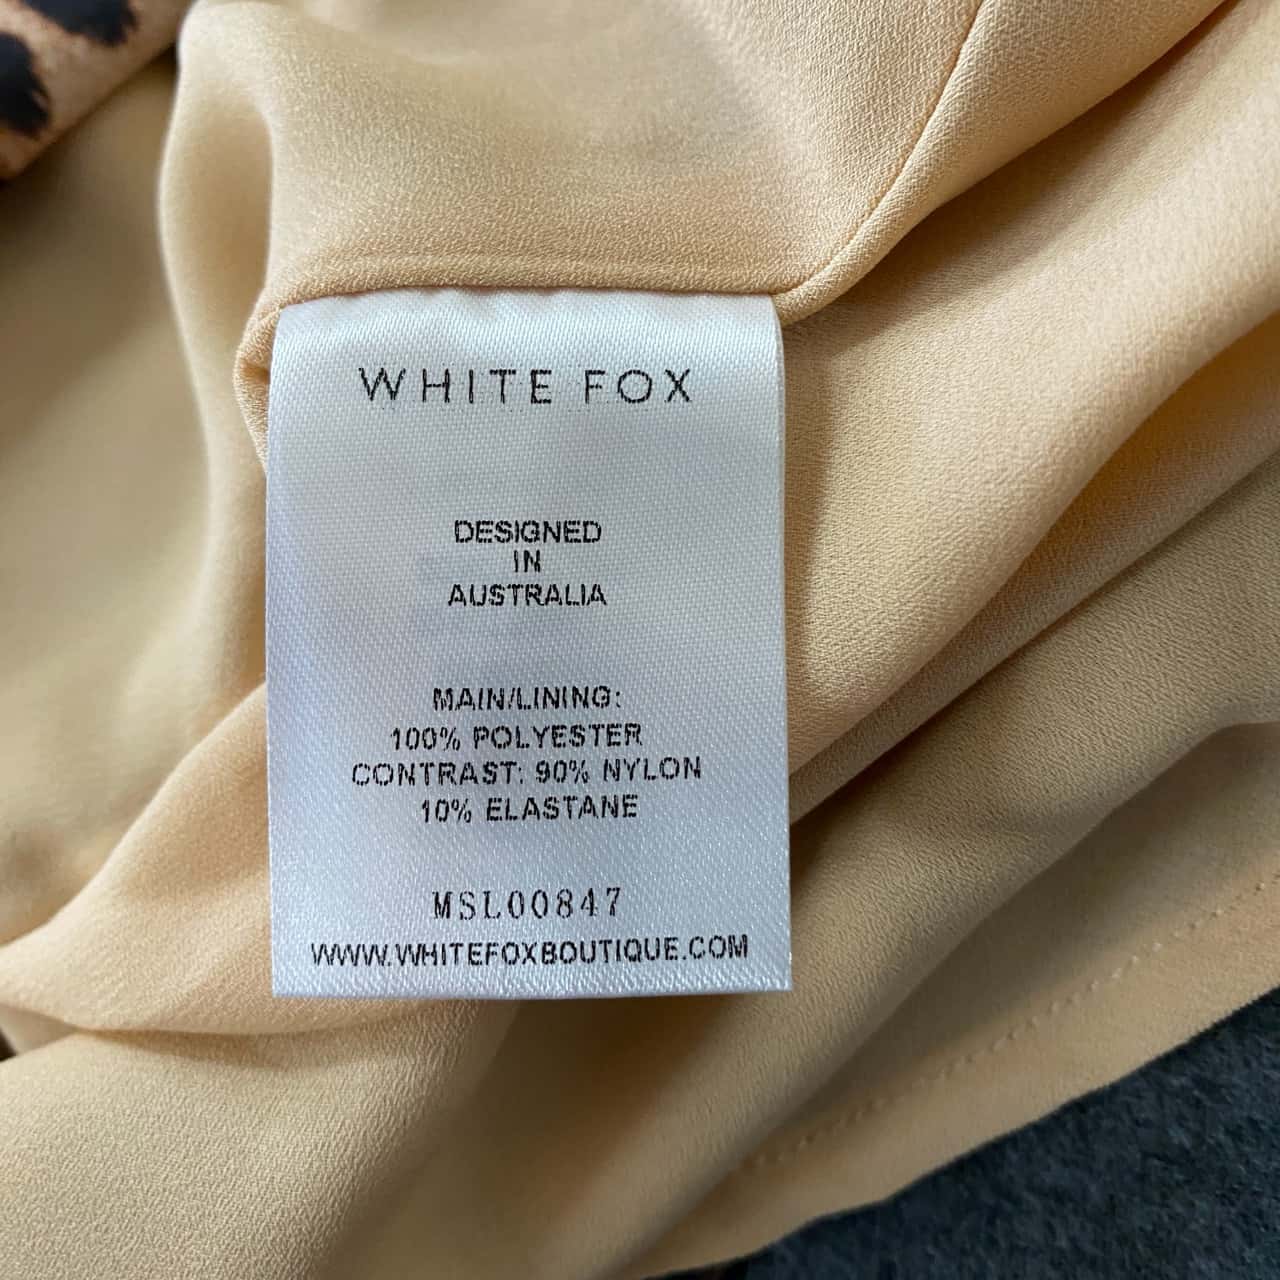 WHITE FOX
DESIGNED
IN
AUSTRALIA
MAIN/LINING:
100% POLYESTER
CONTRAST: 90% NYLON
10% ELASTANE
MSL00847
WWW.WHITEFOXBOUTIQUE.COM